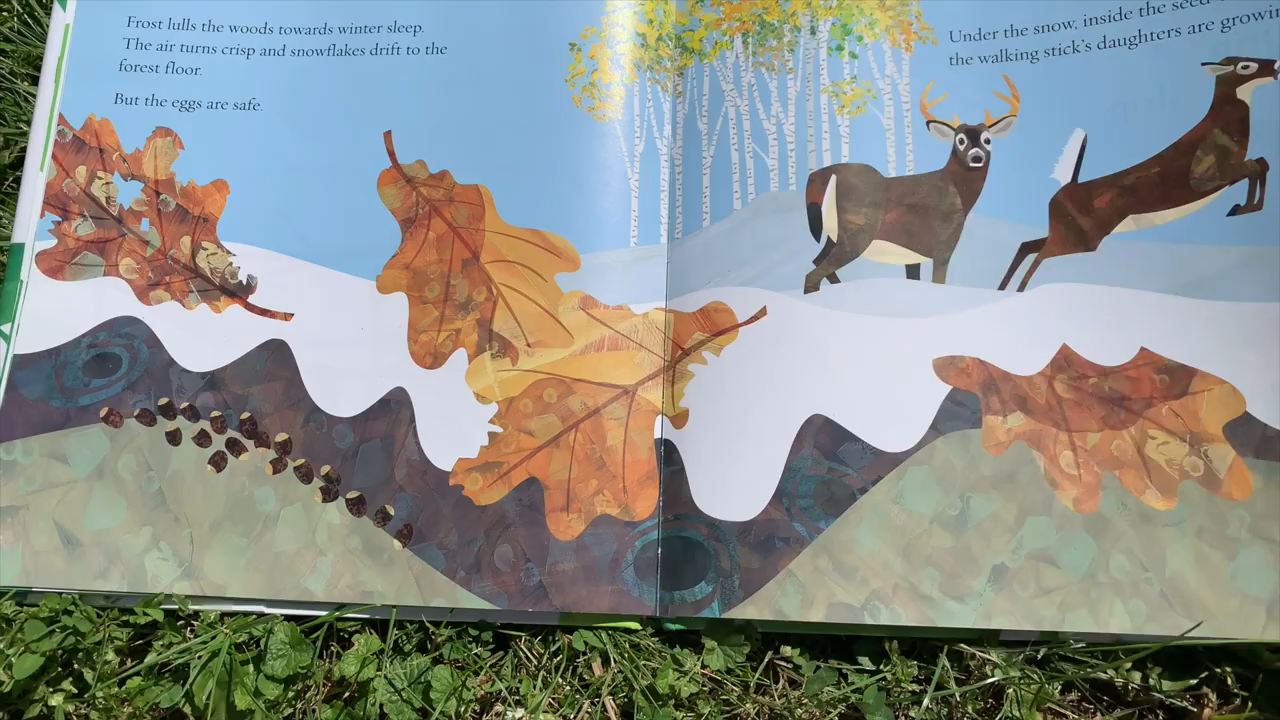 Frost lulls the woods towards winter sleep.
The air turns crisp and snowflakes drift to the
forest floor.
But the eggs are safe.
Under the snow, inside the seed
the walking stick's daughters are